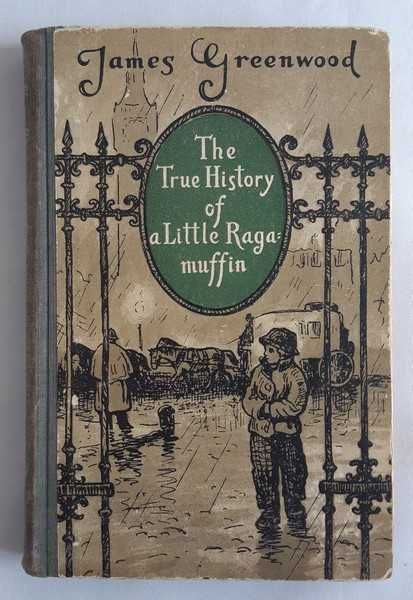 James Greenwood
The
True History
of
a Little Raga-
muffin